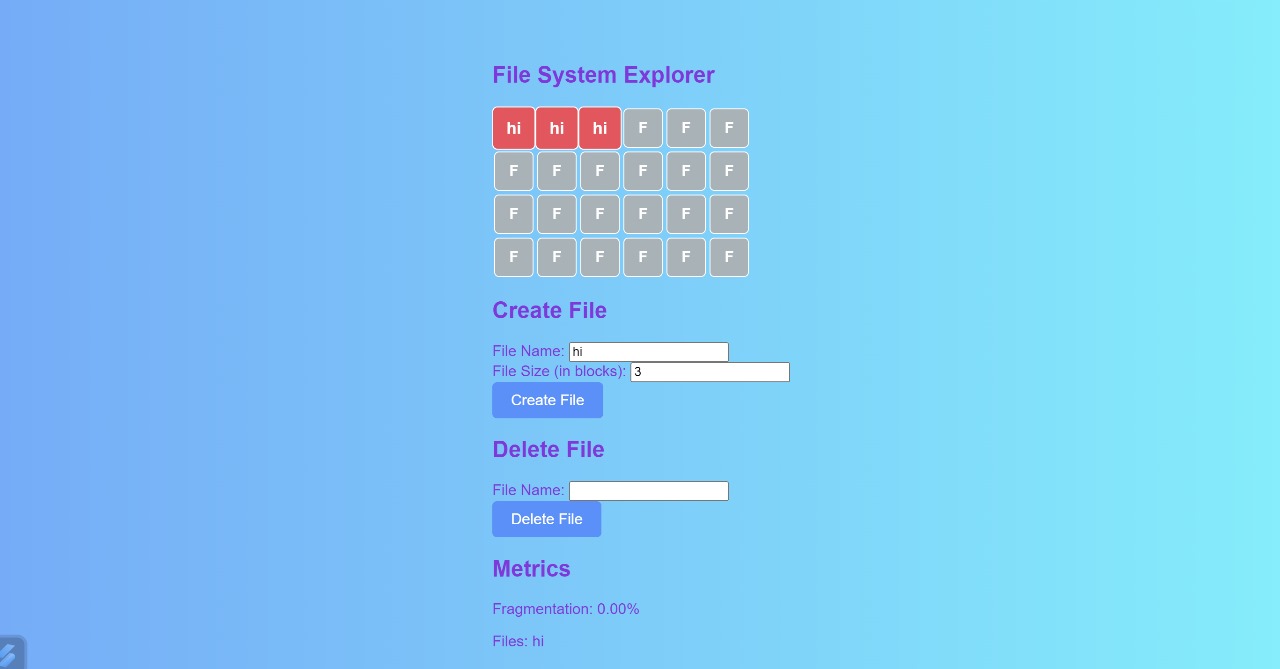 File System Explorer
hi hi hi F F F
F F F F F F
F F F F F F
F F F F F F
Create File
File Name: hi
File Size (in blocks): 3
Create File
Delete File
File Name:
Delete File
Metrics
Fragmentation: 0.00%
Files: hi